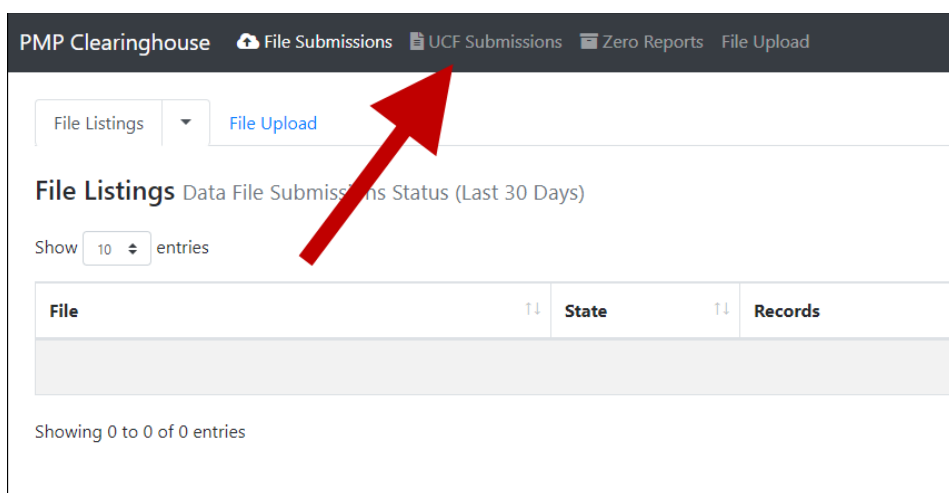 PMP Clearinghouse File Submissions UCF Submissions Zero Reports File Upload
File Listings File Upload
File Listings Data File Submissions Status (Last 30 Days)
Show 10 entries
File State Records
Showing 0 to 0 of 0 entries